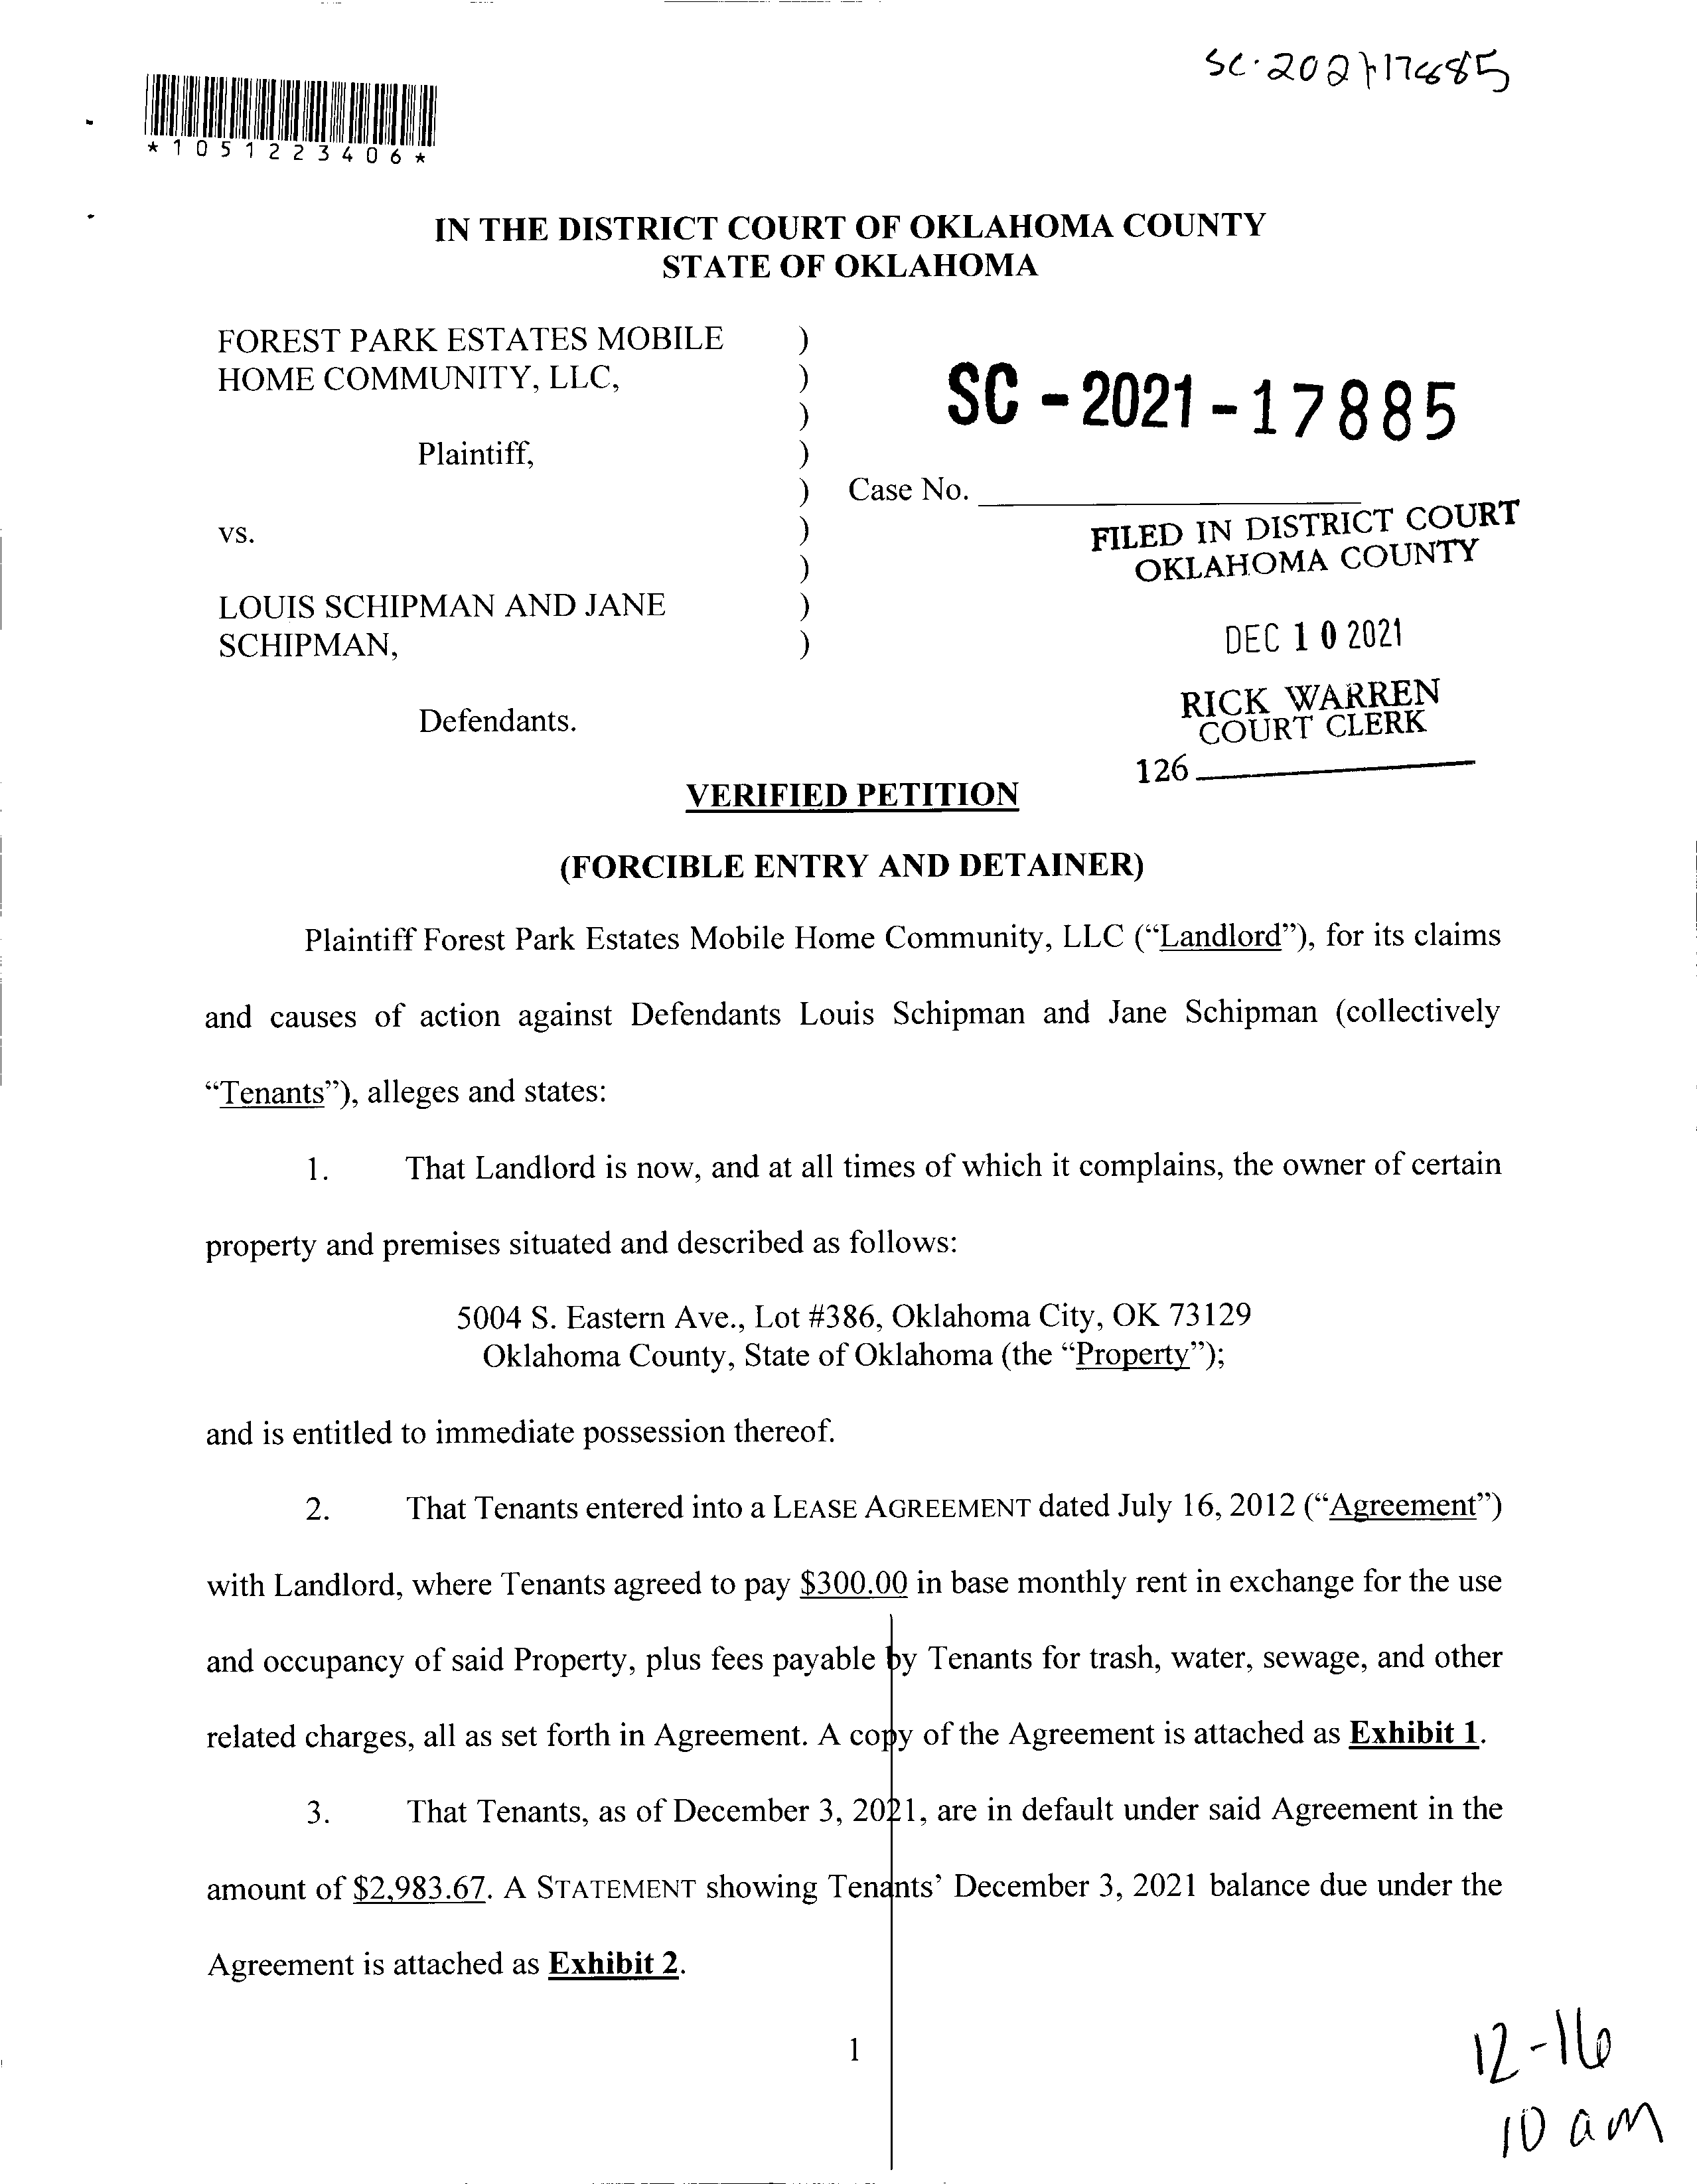 SC-2021-17885
*1051223406*
IN THE DISTRICT COURT OF OKLAHOMA COUNTY
STATE OF OKLAHOMA
FOREST PARK ESTATES MOBILE )
HOME COMMUNITY, LLC, )
)
SC-2021-17885
Plaintiff, )
) Case No.
vs. )
FILED IN DISTRICT COURT
OKLAHOMA COUNTY
)
LOUIS SCHIPMAN AND JANE )
SCHIPMAN, )
DEC 10 2021
Defendants.
RICK WARREN
COURT CLERK
126
VERIFIED PETITION
(FORCIBLE ENTRY AND DETAINER)
Plaintiff Forest Park Estates Mobile Home Community, LLC (“Landlord”), for its claims
and causes of action against Defendants Louis Schipman and Jane Schipman (collectively
“Tenants”), alleges and states:
1. That Landlord is now, and at all times of which it complains, the owner of certain
property and premises situated and described as follows:
5004 S. Eastern Ave., Lot #386, Oklahoma City, OK 73129
Oklahoma County, State of Oklahoma (the “Property”);
and is entitled to immediate possession thereof.
2. That Tenants entered into a LEASE AGREEMENT dated July 16, 2012 (“Agreement”)
with Landlord, where Tenants agreed to pay $300.00 in base monthly rent in exchange for the use
and occupancy of said Property, plus fees payable by Tenants for trash, water, sewage, and other
related charges, all as set forth in Agreement. A copy of the Agreement is attached as Exhibit 1.
3. That Tenants, as of December 3, 2021, are in default under said Agreement in the
amount of $2,983.67. A STATEMENT showing Tenants’ December 3, 2021 balance due under the
Agreement is attached as Exhibit 2.
1
12-16
10 am